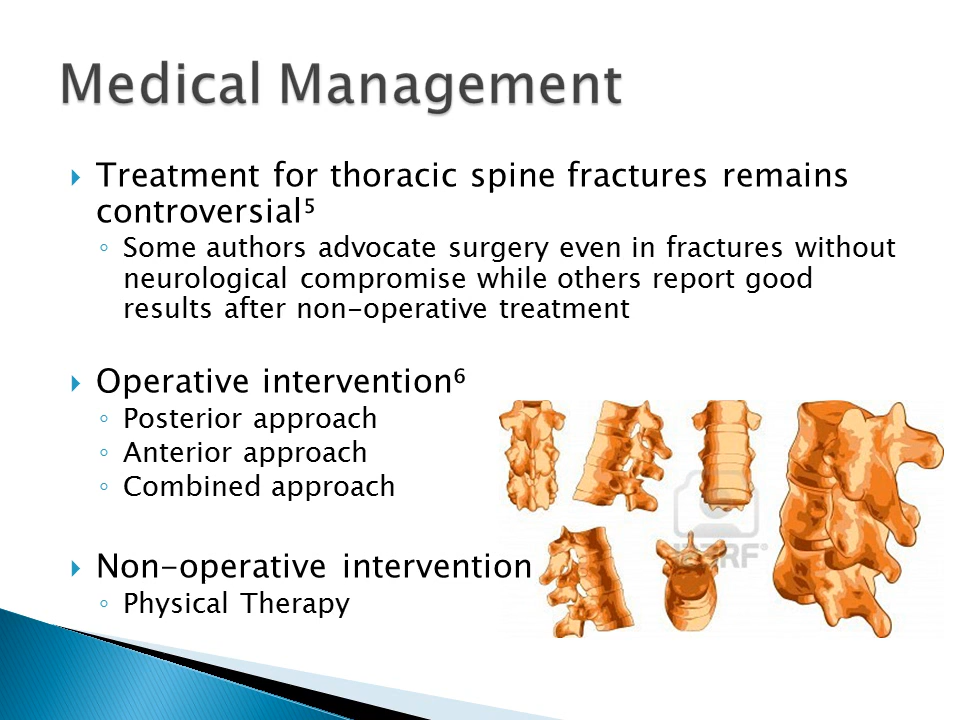 Medical Management
Treatment for thoracic spine fractures remains
controversial⁵
Some authors advocate surgery even in fractures without
neurological compromise while others report good
results after non-operative treatment
Operative intervention⁶
Posterior approach
Anterior approach
Combined approach
Non-operative intervention
Physical Therapy